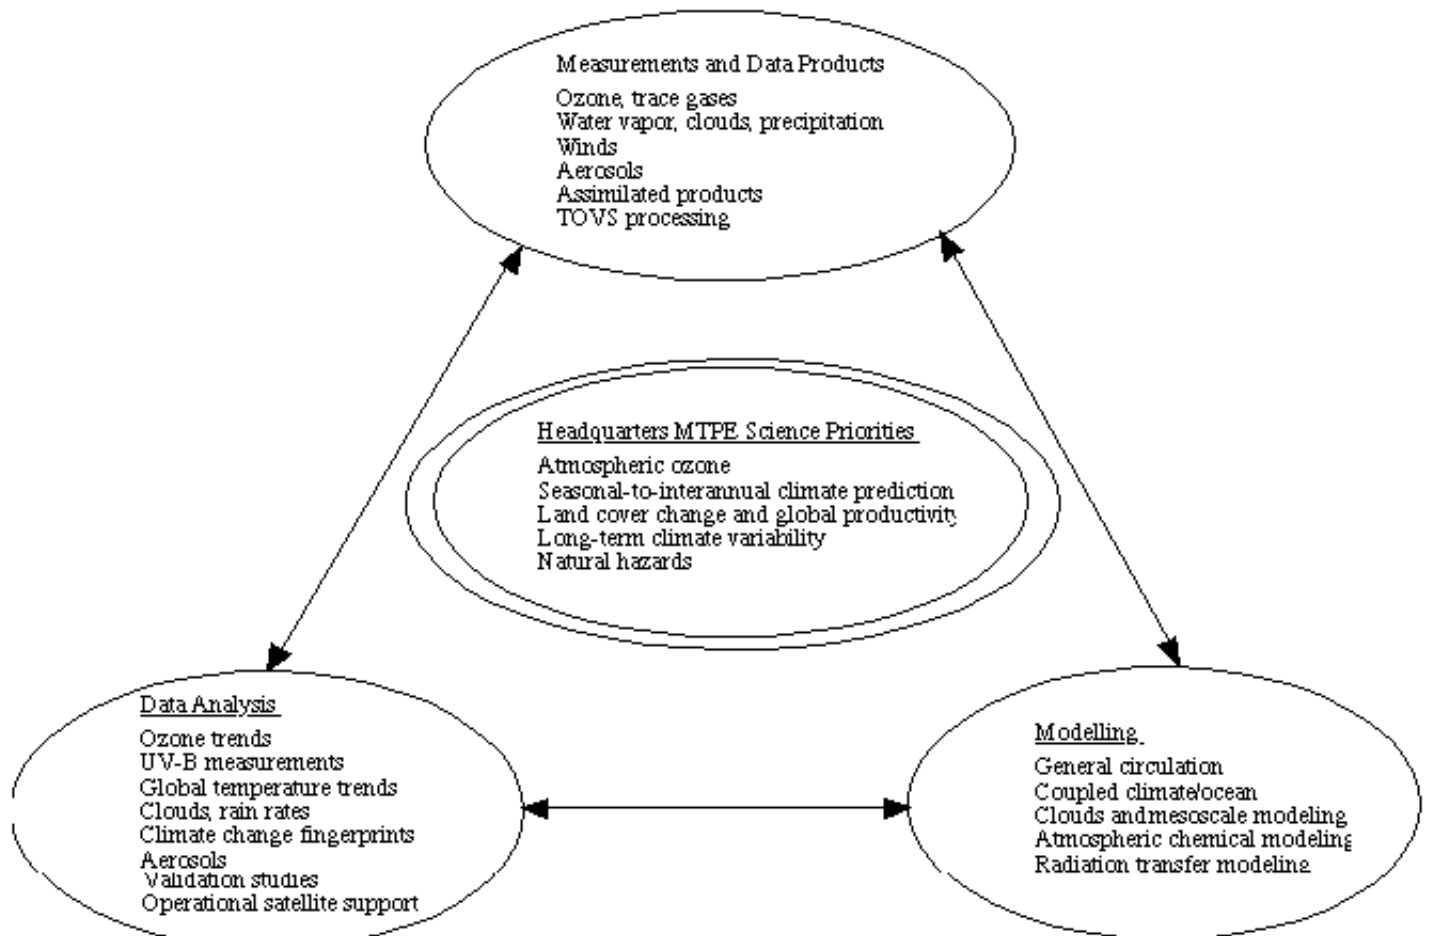 Measurements and Data Products
Ozone, trace gases
Water vapor, clouds, precipitation
Winds
Aerosols
Assimilated products
TOVS processing
Headquarters MTPE Science Priorities
Atmospheric ozone
Seasonal-to-interannual climate prediction
Land cover change and global productivity
Long-term climate variability
Natural hazards
Data Analysis
Ozone trends
UV-B measurements
Global temperature trends
Clouds, rain rates
Climate change fingerprints
Aerosols
Validation studies
Operational satellite support
Modelling
General circulation
Coupled climate/ocean
Clouds and mesoscale modeling
Atmospheric chemical modeling
Radiation transfer modeling